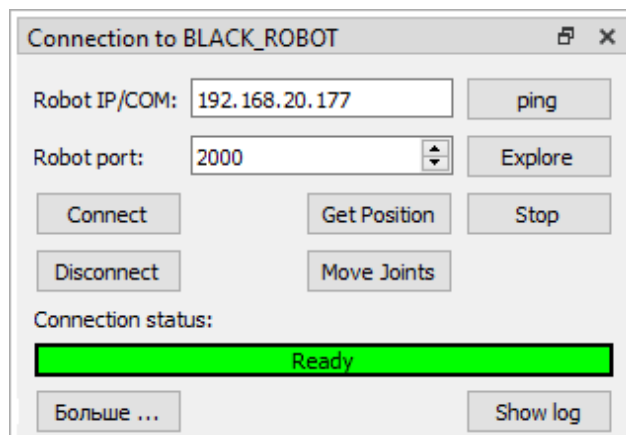 Connection to BLACK_ROBOT
Robot IP/COM: 192.168.20.177 ping
Robot port: 2000 Explore
Connect Get Position Stop
Disconnect Move Joints
Connection status:
Ready
Больше ... Show log